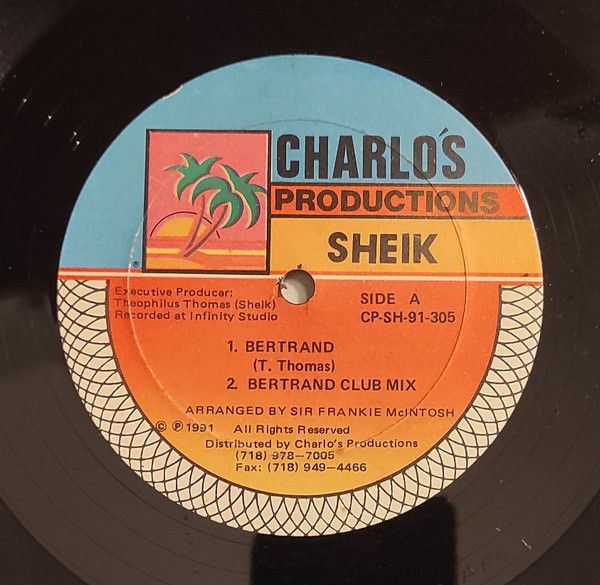 CHARLO'S
PRODUCTIONS
SHEIK
®
Executive Producer:
Theophilus Thomas (Sheik)
Recorded at Infinity Studio
SIDE A
CP-SH-91-305
1. BERTRAND
(T. Thomas)
2. BERTRAND CLUB MIX
ARRANGED BY SIR FRANKIE McINTOSH
© ℗ 1991 All Rights Reserved
Distributed by Charlo's Productions
(718) 978-7005
Fax: (718) 949-4466